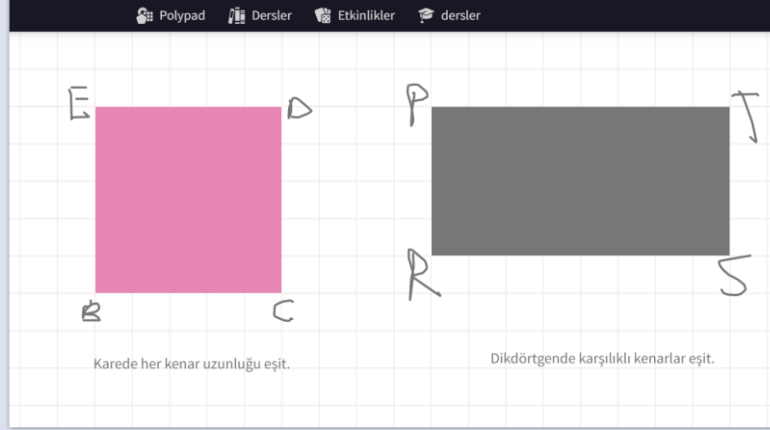 Polypad Dersler Etkinlikler dersler
E D P T
R S
B C
Karede her kenar uzunluğu eşit.
Dikdörtgende karşılıklı kenarlar eşit.